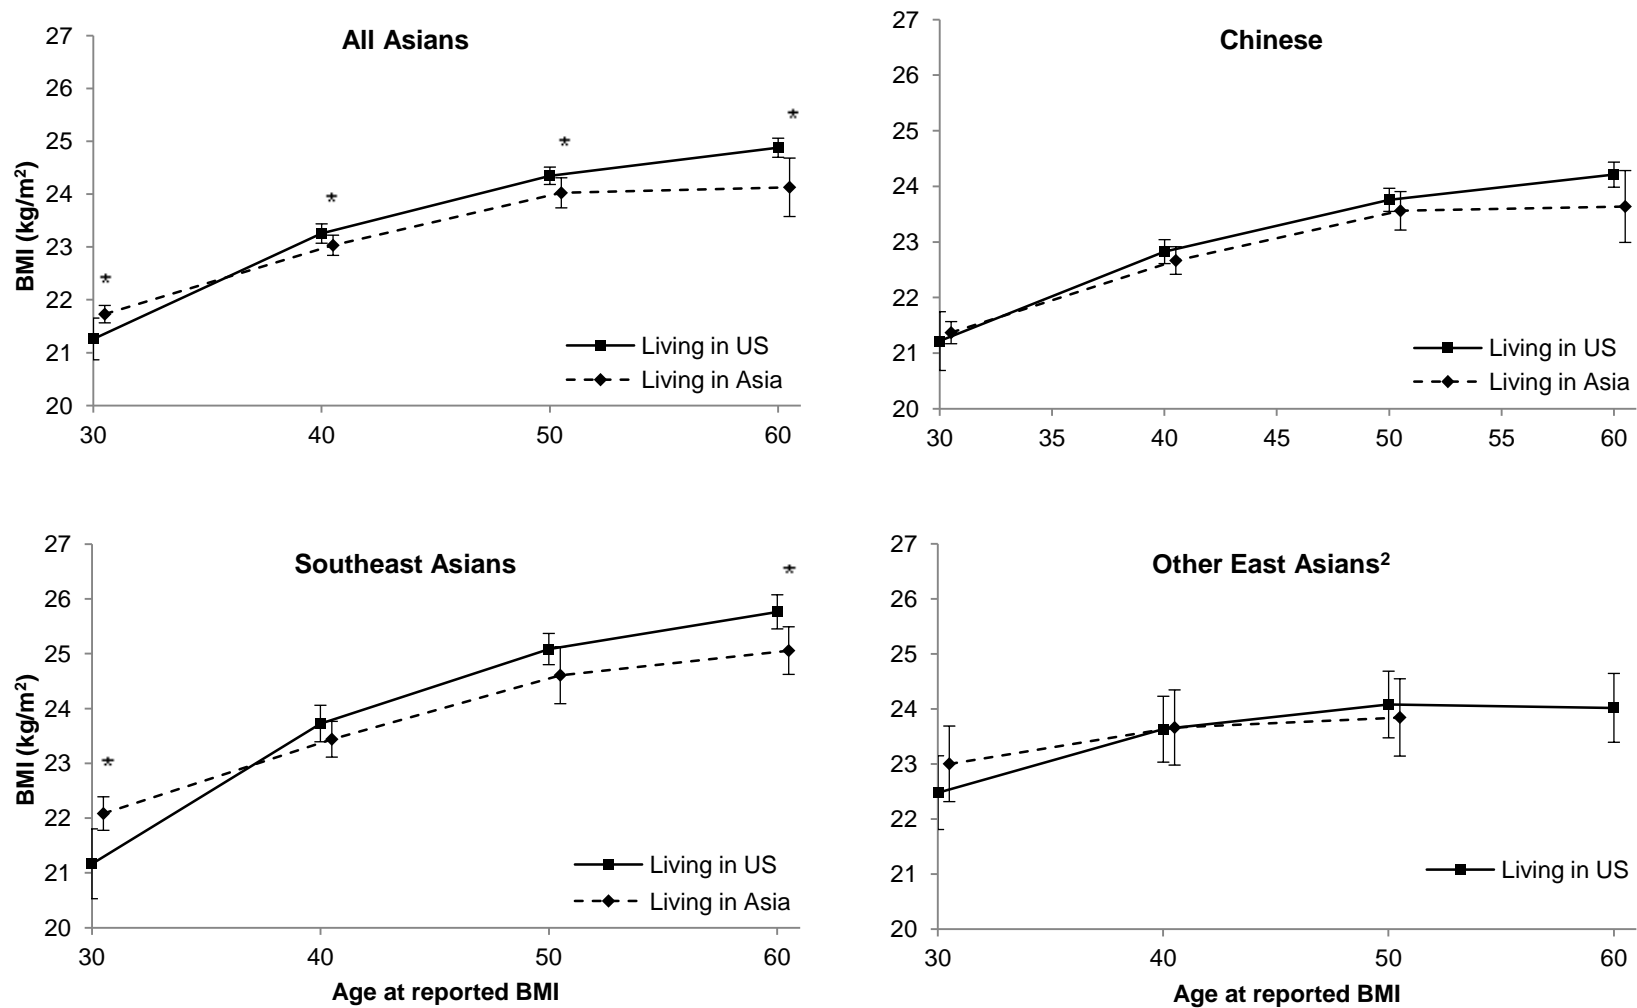 All Asians
27
26
25
24
23
22
21
20
BMI (kg/m²)
*
*
*
*
Living in US
Living in Asia
30 40 50 60
Chinese
27
26
25
24
23
22
21
20
Living in US
Living in Asia
30 35 40 45 50 55 60
Southeast Asians
27
26
25
24
23
22
21
20
BMI (kg/m²)
*
*
Living in US
Living in Asia
30 40 50 60
Age at reported BMI
Other East Asians²
27
26
25
24
23
22
21
20
Living in US
30 40 50 60
Age at reported BMI